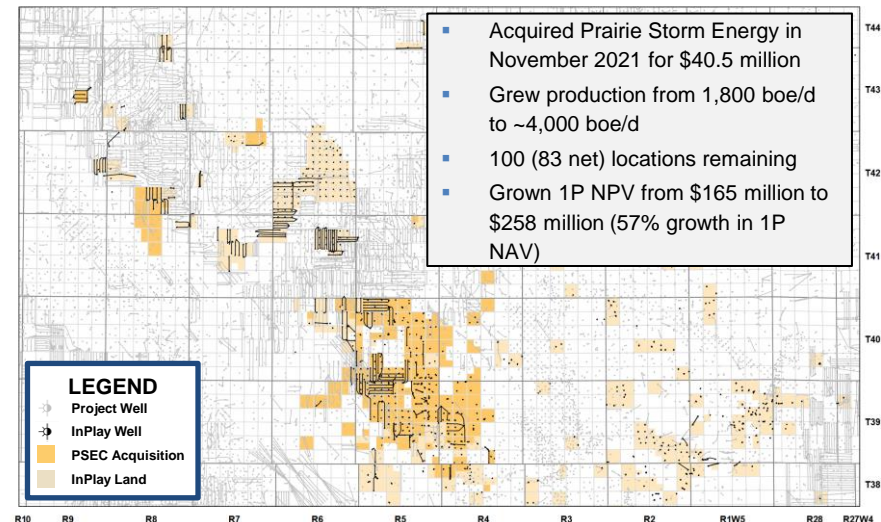 Acquired Prairie Storm Energy in
November 2021 for $40.5 million
Grew production from 1,800 boe/d
to ~4,000 boe/d
100 (83 net) locations remaining
Grown 1P NPV from $165 million to
$258 million (57% growth in 1P
NAV)
T44
T43
T42
T41
T40
T39
T38
LEGEND
Project Well
InPlay Well
PSEC Acquisition
InPlay Land
R10 R9 R8 R7 R6 R5 R4 R3 R2 R1W5 R28 R27W4